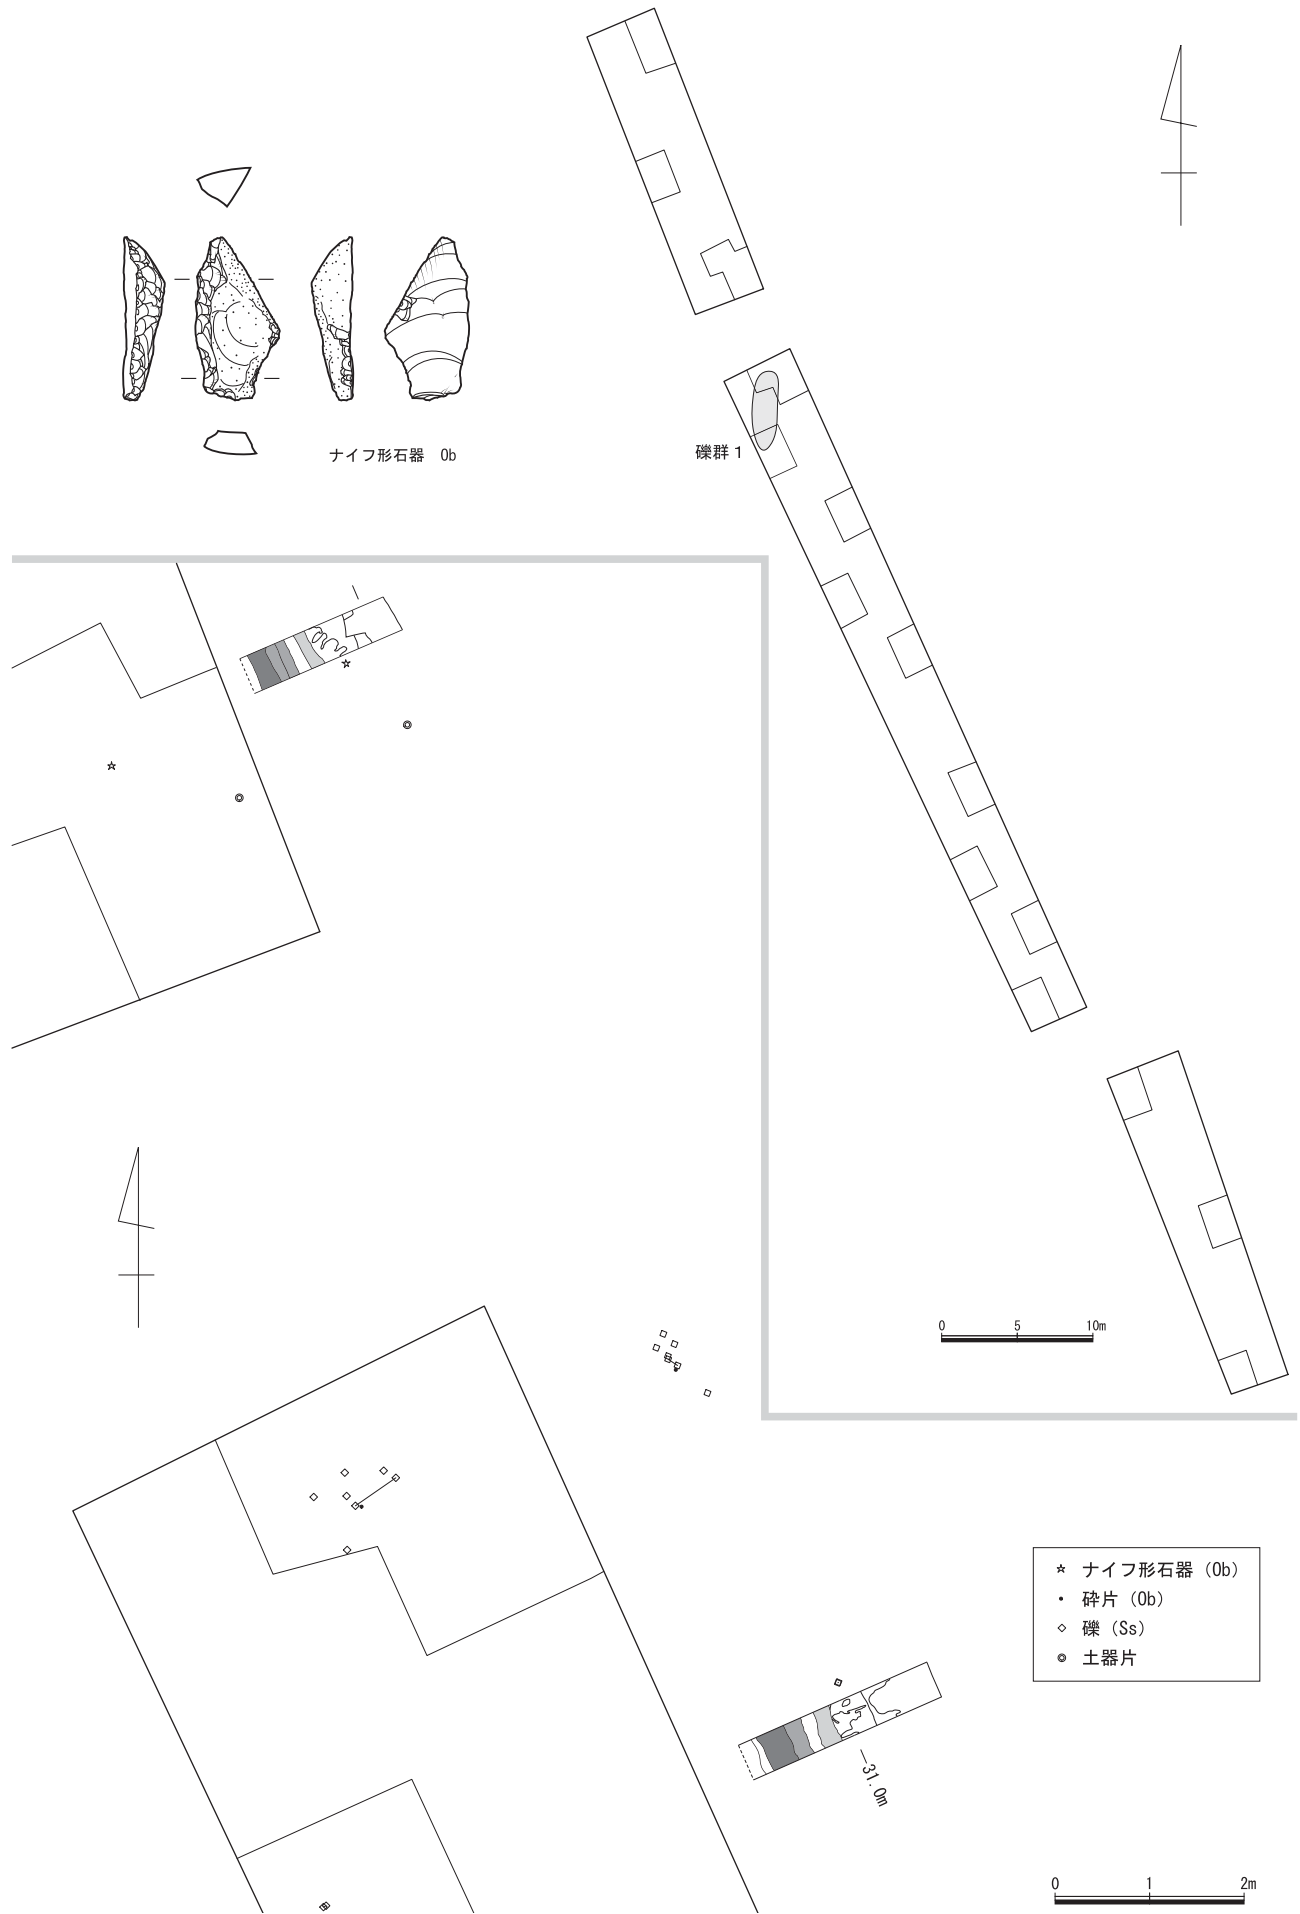 ナイフ形石器　Ob
礫群 1
0 5 10m
ナイフ形石器（Ob）
砕片（Ob）
礫（Ss）
土器片
31.0m
0 1 2m